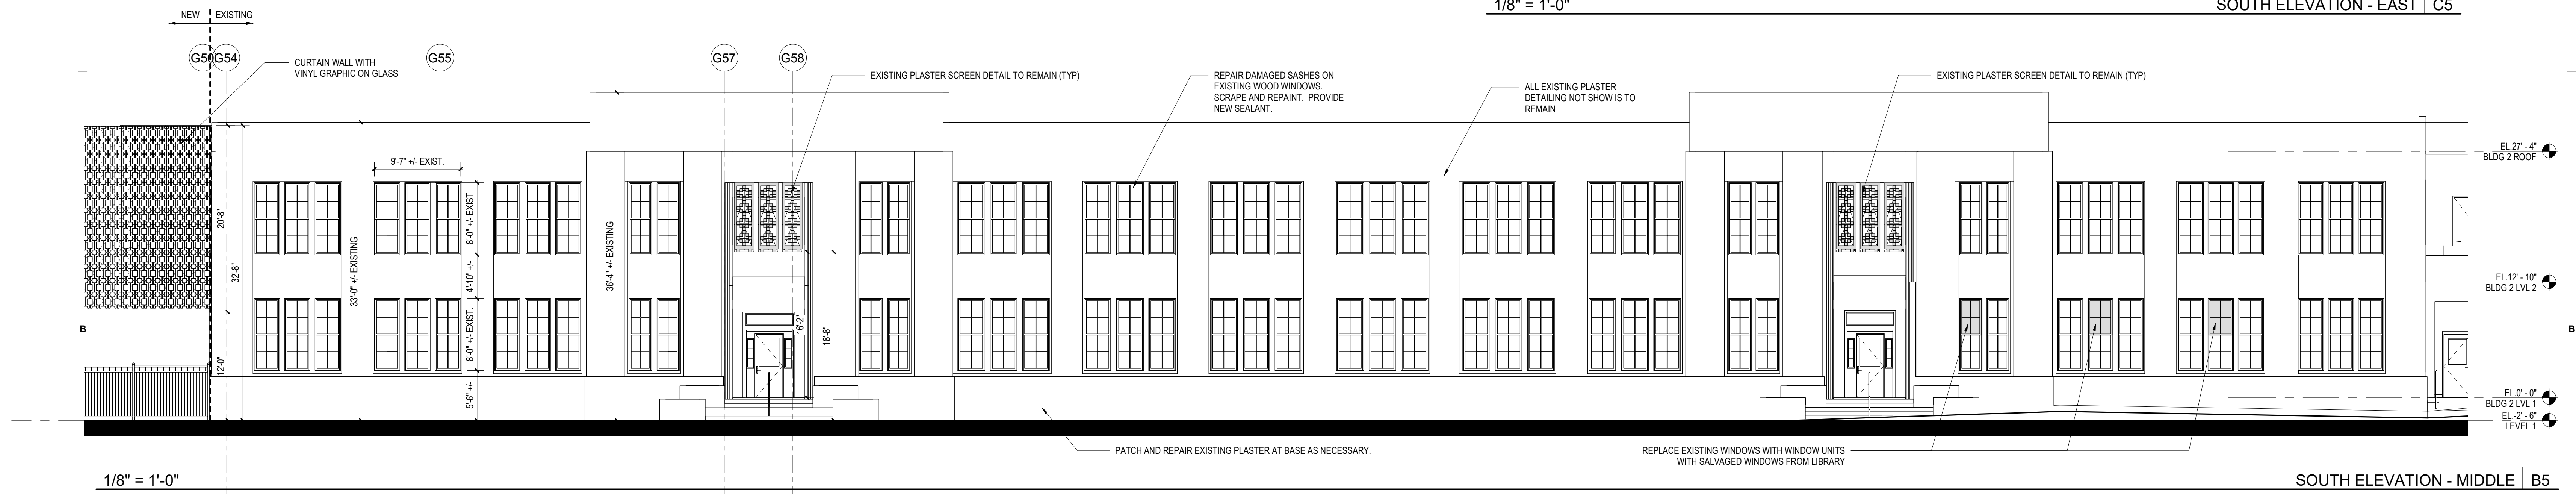 1/8" = 1'-0"
SOUTH ELEVATION - EAST C5
NEW EXISTING
G50 G54 G55 G57 G58
CURTAIN WALL WITH
VINYL GRAPHIC ON GLASS
EXISTING PLASTER SCREEN DETAIL TO REMAIN (TYP)
REPAIR DAMAGED SASHES ON
EXISTING WOOD WINDOWS.
SCRAPE AND REPAINT. PROVIDE
NEW SEALANT.
ALL EXISTING PLASTER
DETAILING NOT SHOW IS TO
REMAIN
EXISTING PLASTER SCREEN DETAIL TO REMAIN (TYP)
9'-7" +/- EXIST.
20'-8"
32'-8"
12'-0"
33'-0" +/- EXISTING
8'-0" +/- EXIST
4'-10" +/-
8'-0" +/- EXIST.
5'-6" +/-
36'-4" +/- EXISTING
16'-2"
18'-8"
EL.27' - 4"
BLDG 2 ROOF
EL.12' - 10"
BLDG 2 LVL 2
EL.0' - 0"
BLDG 2 LVL 1
EL.-2' - 6"
LEVEL 1
B
B
PATCH AND REPAIR EXISTING PLASTER AT BASE AS NECESSARY.
REPLACE EXISTING WINDOWS WITH WINDOW UNITS
WITH SALVAGED WINDOWS FROM LIBRARY
1/8" = 1'-0"
SOUTH ELEVATION - MIDDLE B5